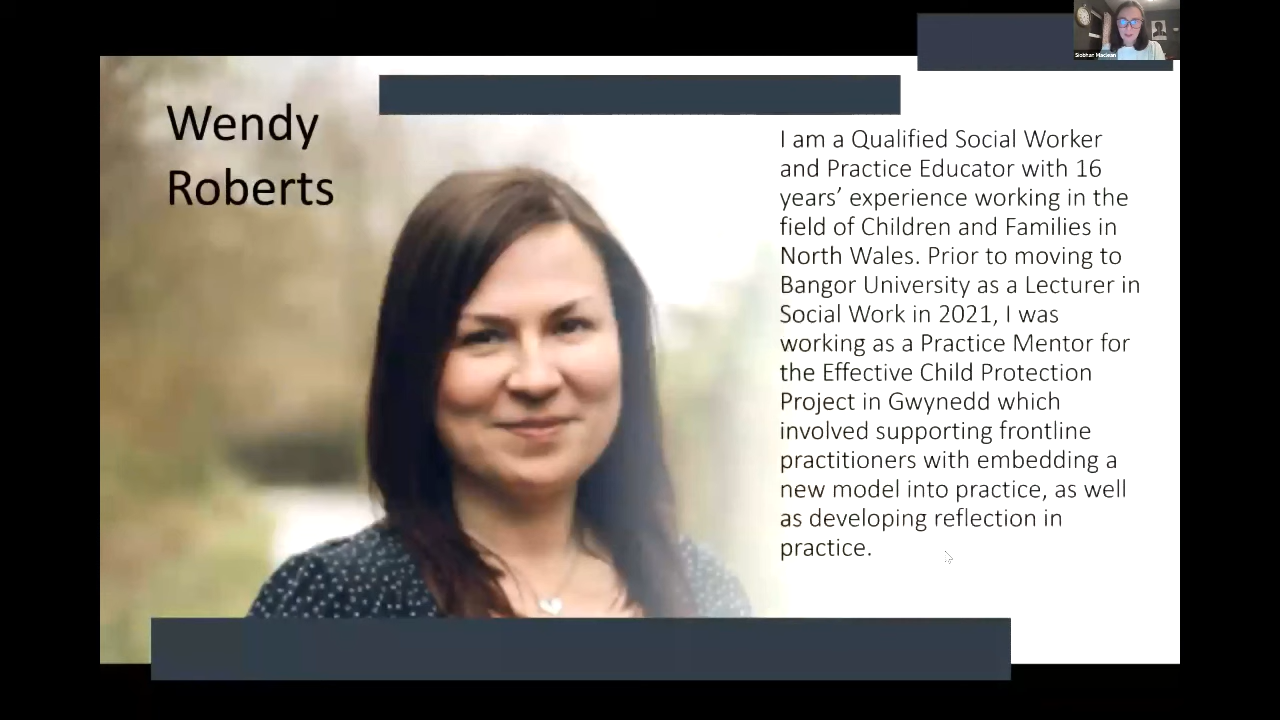 Siobhan Maclean
Wendy
Roberts
I am a Qualified Social Worker
and Practice Educator with 16
years’ experience working in the
field of Children and Families in
North Wales. Prior to moving to
Bangor University as a Lecturer in
Social Work in 2021, I was
working as a Practice Mentor for
the Effective Child Protection
Project in Gwynedd which
involved supporting frontline
practitioners with embedding a
new model into practice, as well
as developing reflection in
practice.